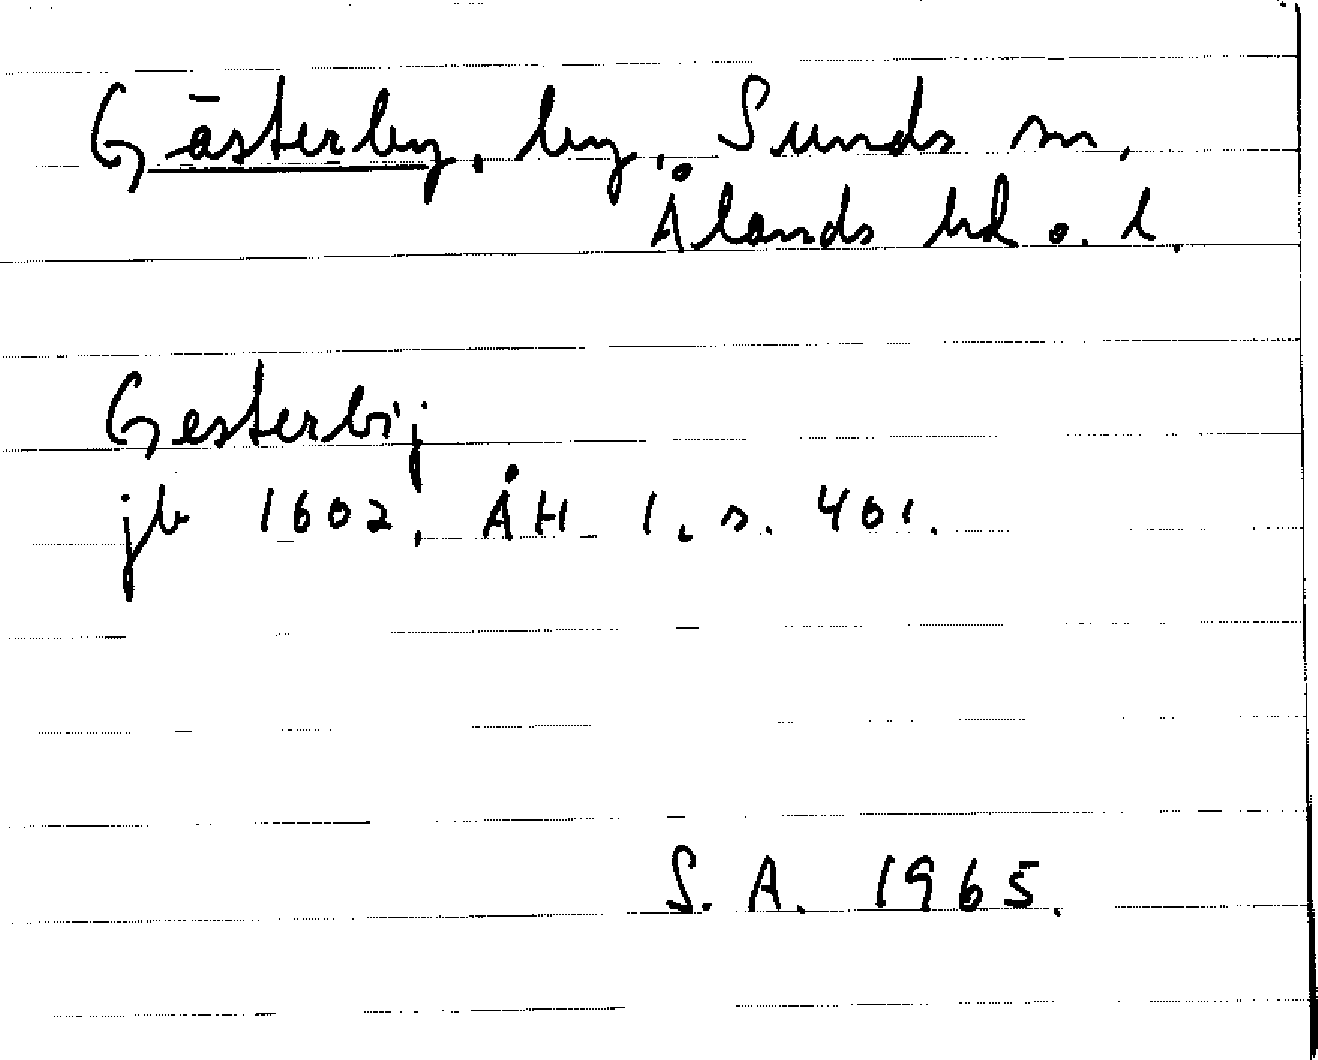 Gästerby, by, Sunds sn,
Ålands hd o. l.
Gesterbij
jb 1602, ÅH 1, s. 401.
S. A. 1965.